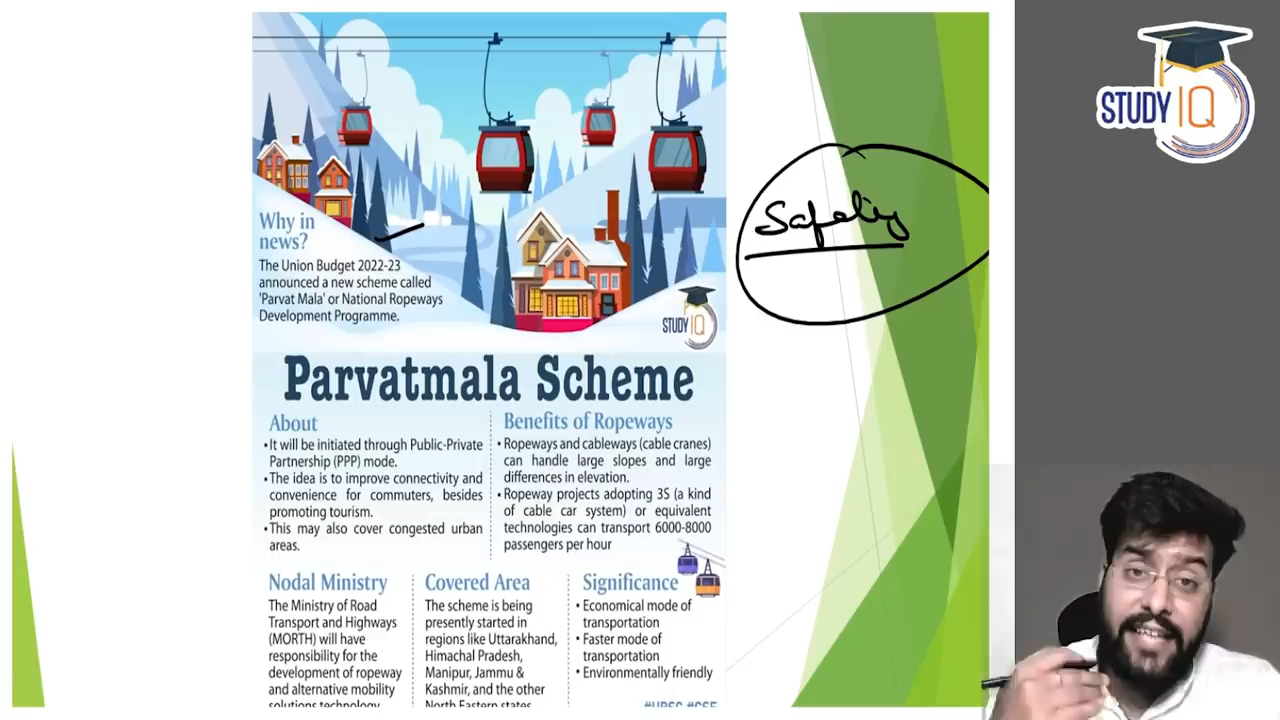 STUDY IQ
Safety
Why in
news?
The Union Budget 2022-23
announced a new scheme called
'Parvat Mala' or National Ropeways
Development Programme.
STUDY IQ
Parvatmala Scheme
About
• It will be initiated through Public-Private
Partnership (PPP) mode.
• The idea is to improve connectivity and
convenience for commuters, besides
promoting tourism.
• This may also cover congested urban
areas.
Benefits of Ropeways
• Ropeways and cableways (cable cranes)
can handle large slopes and large
differences in elevation.
• Ropeway projects adopting 3S (a kind
of cable car system) or equivalent
technologies can transport 6000-8000
passengers per hour
Nodal Ministry
The Ministry of Road
Transport and Highways
(MORTH) will have
responsibility for the
development of ropeway
and alternative mobility
solutions technology
Covered Area
The scheme is being
presently started in
regions like Uttarakhand,
Himachal Pradesh,
Manipur, Jammu &
Kashmir, and the other
North Eastern states
Significance
• Economical mode of
transportation
• Faster mode of
transportation
• Environmentally friendly
#UPSC #CSE